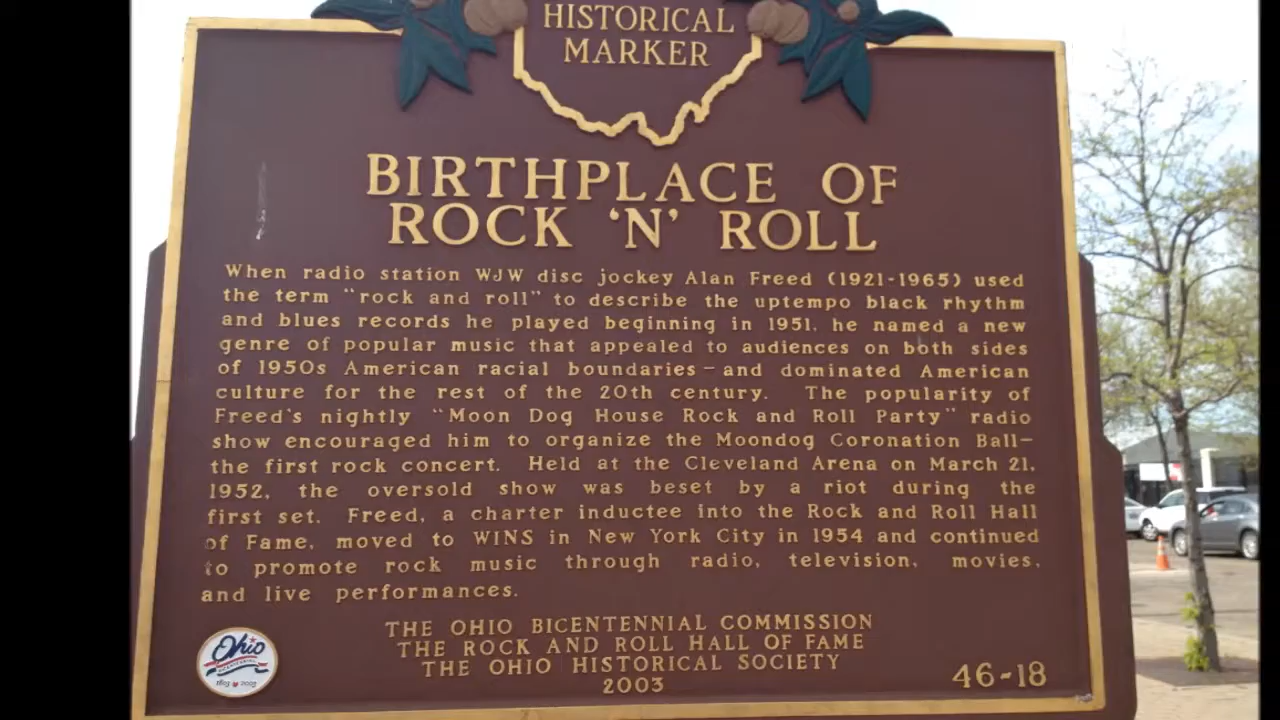 HISTORICAL
MARKER
BIRTHPLACE OF
ROCK 'N' ROLL
When radio station WJW disc jockey Alan Freed (1921-1965) used
the term "rock and roll" to describe the uptempo black rhythm
and blues records he played beginning in 1951, he named a new
genre of popular music that appealed to audiences on both sides
of 1950s American racial boundaries—and dominated American
culture for the rest of the 20th century. The popularity of
Freed's nightly "Moon Dog House Rock and Roll Party" radio
show encouraged him to organize the Moondog Coronation Ball—
the first rock concert. Held at the Cleveland Arena on March 21,
1952, the oversold show was beset by a riot during the
first set. Freed, a charter inductee into the Rock and Roll Hall
of Fame, moved to WINS in New York City in 1954 and continued
to promote rock music through radio, television, movies,
and live performances.
THE OHIO BICENTENNIAL COMMISSION
THE ROCK AND ROLL HALL OF FAME
THE OHIO HISTORICAL SOCIETY
2003
46-18
Ohio
BICENTENNIAL
1803 2003